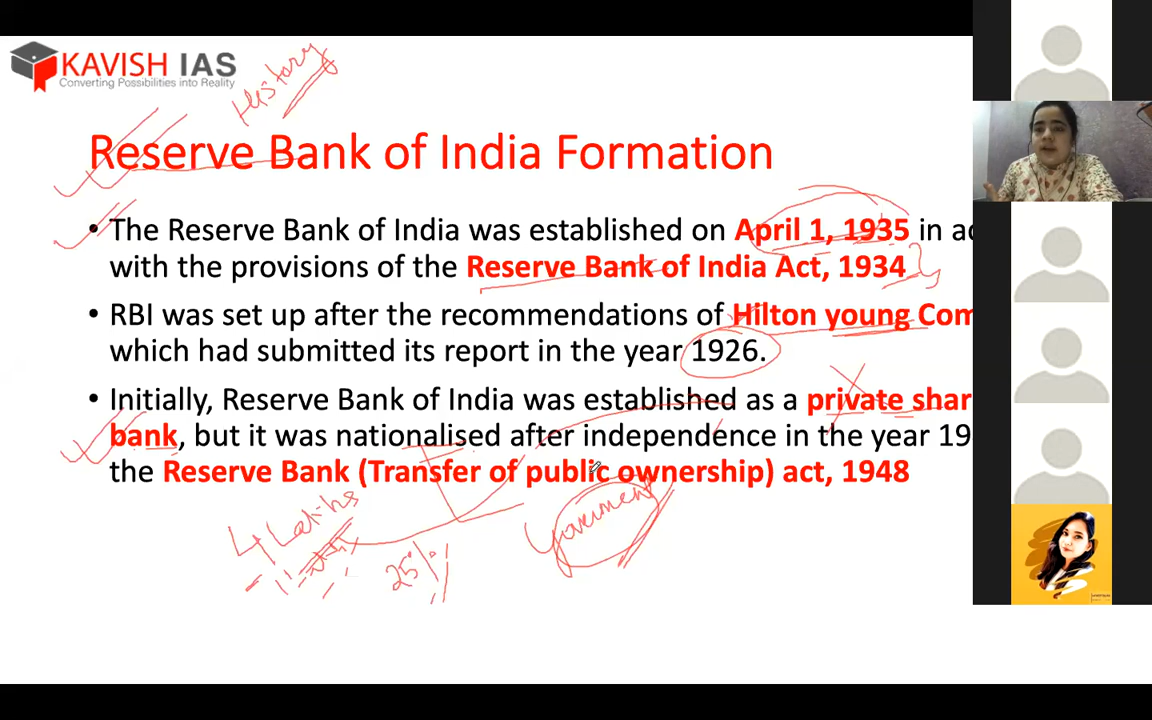 KAVISH IAS
Converting Possibilities into Reality
History
Reserve Bank of India Formation
• The Reserve Bank of India was established on April 1, 1935 in
with the provisions of the Reserve Bank of India Act, 1934
• RBI was set up after the recommendations of Hilton young
which had submitted its report in the year 1926.
• Initially, Reserve Bank of India was established as a private
bank, but it was nationalised after independence in the year
the Reserve Bank (Transfer of public ownership) act, 1948
4 Lakhs
25%
Government